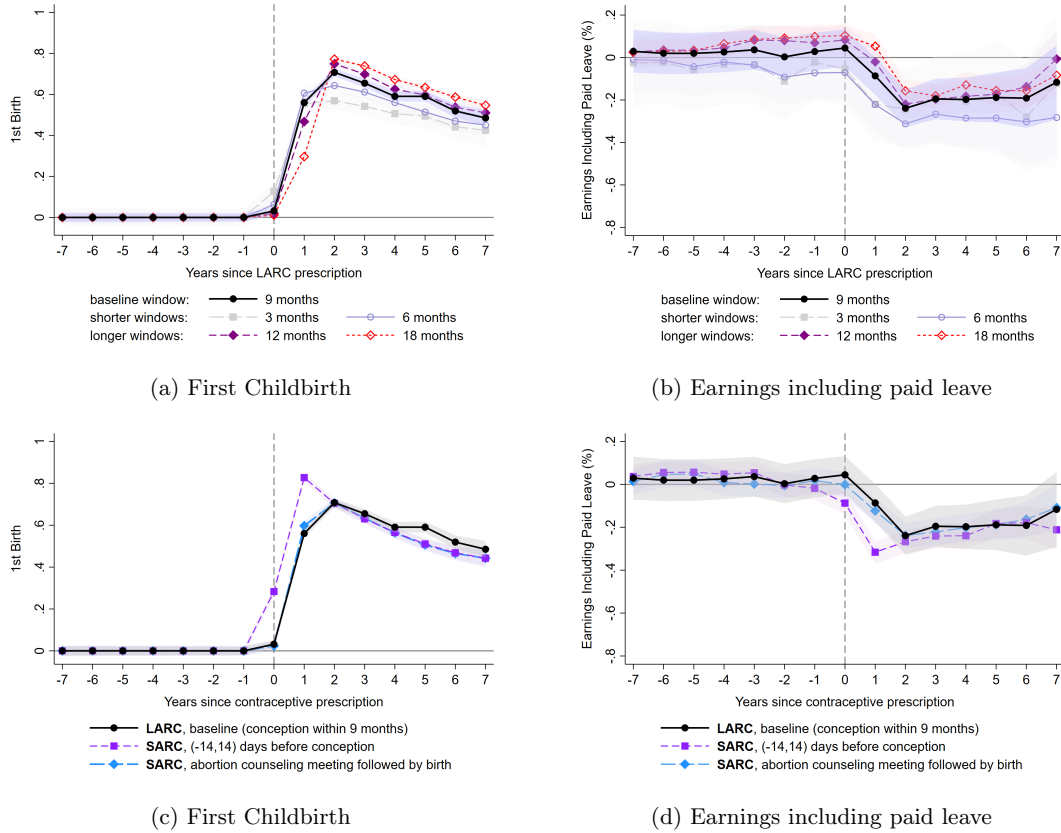 1st Birth
1
.8
.6
.4
.2
0
-7 -6 -5 -4 -3 -2 -1 0 1 2 3 4 5 6 7
Years since LARC prescription
baseline window: 9 months
shorter windows: 3 months 6 months
longer windows: 12 months 18 months
(a) First Childbirth
Earnings Including Paid Leave (%)
.2
0
-.2
-.4
-.6
-.8
-7 -6 -5 -4 -3 -2 -1 0 1 2 3 4 5 6 7
Years since LARC prescription
baseline window: 9 months
shorter windows: 3 months 6 months
longer windows: 12 months 18 months
(b) Earnings including paid leave
1st Birth
1
.8
.6
.4
.2
0
-7 -6 -5 -4 -3 -2 -1 0 1 2 3 4 5 6 7
Years since contraceptive prescription
LARC, baseline (conception within 9 months)
SARC, (-14,14) days before conception
SARC, abortion counseling meeting followed by birth
(c) First Childbirth
Earnings Including Paid Leave (%)
.2
0
-.2
-.4
-.6
-.8
-7 -6 -5 -4 -3 -2 -1 0 1 2 3 4 5 6 7
Years since contraceptive prescription
LARC, baseline (conception within 9 months)
SARC, (-14,14) days before conception
SARC, abortion counseling meeting followed by birth
(d) Earnings including paid leave